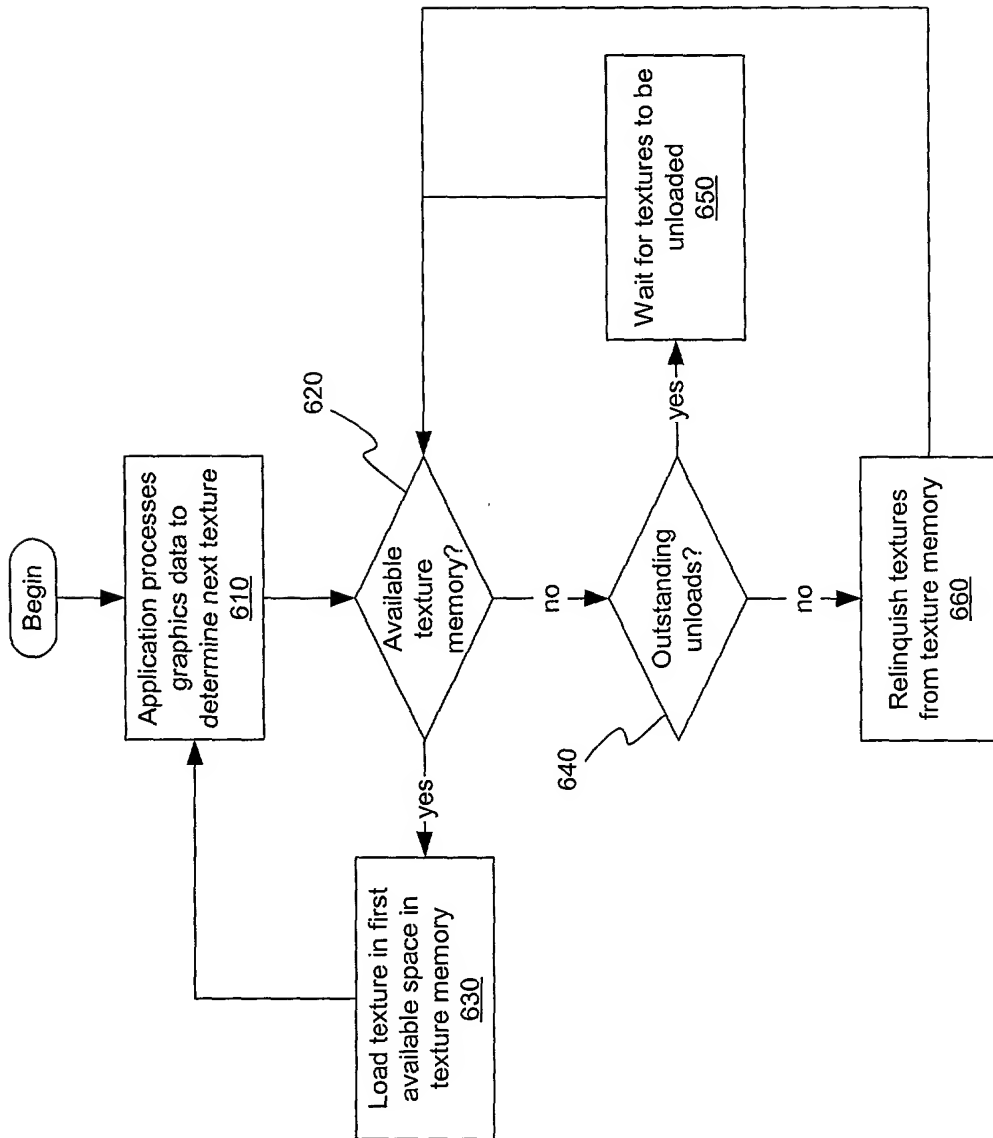 Begin
Application processes
graphics data to
determine next texture
610
620
Available
texture
memory?
yes
no
Load texture in first
available space in
texture memory
630
640
Outstanding
unloads?
yes
no
Wait for textures to be
unloaded
650
Relinquish textures
from texture memory
660